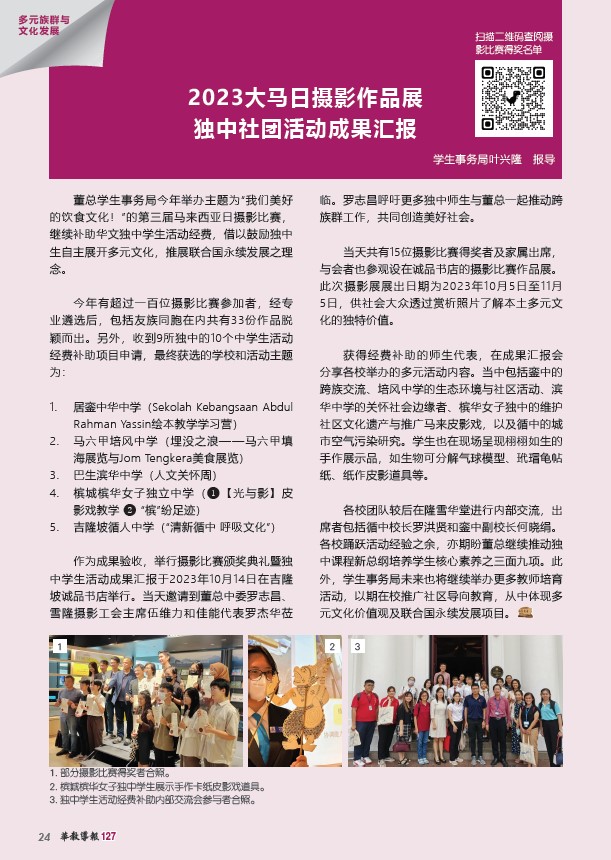 多元族群与
文化发展
扫描二维码查阅摄
影比赛得奖名单
2023大马日摄影作品展
独中社团活动成果汇报
学生事务局叶兴隆 报导
董总学生事务局今年举办主题为“我们美好
的饮食文化！”的第三届马来西亚日摄影比赛，
继续补助华文独中学生活动经费，借以鼓励独中
生自主展开多元文化，推展联合国永续发展之理
念。
今年有超过一百位摄影比赛参加者，经专
业遴选后，包括友族同胞在内共有33份作品脱
颖而出。另外，收到9所独中的10个中学生活动
经费补助项目申请，最终获选的学校和活动主题
为：
1. 居銮中华中学（Sekolah Kebangsaan Abdul
Rahman Yassin绘本教学学习营）
2. 马六甲培风中学（埋没之浪——马六甲填
海展览与Jom Tengkera美食展览）
3. 巴生滨华中学（人文关怀周）
4. 槟城槟华女子独立中学（❶【光与影】皮
影戏教学 ❷ “槟”纷足迹）
5. 吉隆坡循人中学（“清新循中 呼吸文化”）
作为成果验收，举行摄影比赛颁奖典礼暨独
中学生活动成果汇报于2023年10月14日在吉隆
坡诚品书店举行。当天邀请到董总中委罗志昌、
雪隆摄影工会主席伍维力和佳能代表罗杰华莅
临。罗志昌呼吁更多独中师生与董总一起推动跨
族群工作，共同创造美好社会。
当天共有15位摄影比赛得奖者及家属出席，
与会者也参观设在诚品书店的摄影比赛作品展。
此次摄影展展出日期为2023年10月5日至11月
5日，供社会大众透过赏析照片了解本土多元文
化的独特价值。
获得经费补助的师生代表，在成果汇报会
分享各校举办的多元活动内容。当中包括銮中的
跨族交流、培风中学的生态环境与社区活动、滨
华中学的关怀社会边缘者、槟华女子独中的维护
社区文化遗产与推广马来皮影戏，以及循中的城
市空气污染研究。学生也在现场呈现栩栩如生的
手作展示品，如生物可分解气球模型、玳瑁龟帖
纸、纸作皮影道具等。
各校团队较后在隆雪华堂进行内部交流，出
席者包括循中校长罗洪贤和銮中副校长何晓绢。
各校踊跃活动经验之余，亦期盼董总继续推动独
中课程新总纲培养学生核心素养之三面九项。此
外，学生事务局未来也将继续举办更多教师培育
活动，以期在校推广社区导向教育，从中体现多
元文化价值观及联合国永续发展项目。
1
2
3
1. 部分摄影比赛得奖者合照。
2. 槟城槟华女子独中学生展示手作卡纸皮影戏道具。
3. 独中学生活动经费补助内部交流会参与者合照。
24 华教导报 127